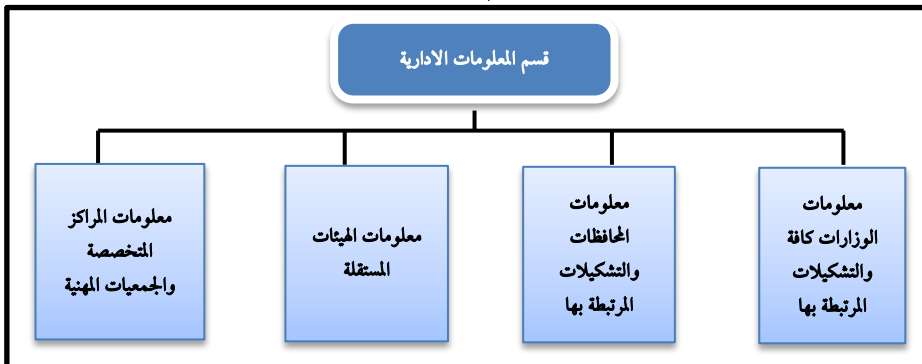 قسم المعلومات الادارية
معلومات
الوزارات كافة
والتشكيلات
المرتبطة بها
معلومات
المحافظات
والتشكيلات
المرتبطة بها
معلومات الهيئات
المستقلة
معلومات المراكز
المتخصصة
والجمعيات المهنية